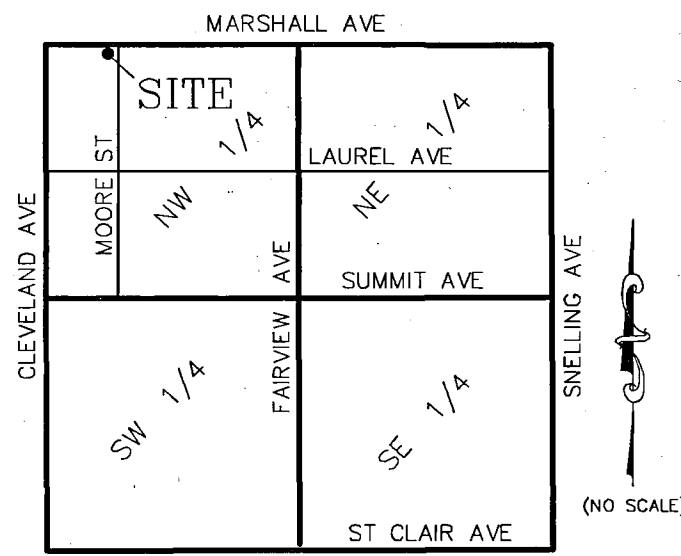 MARSHALL AVE
SITE
1/4
1/4
LAUREL AVE
MOORE ST
NW
NE
CLEVELAND AVE
AVE
SUMMIT AVE
SNELLING AVE
FAIRVIEW
SW 1/4
SE 1/4
(NO SCALE)
ST CLAIR AVE